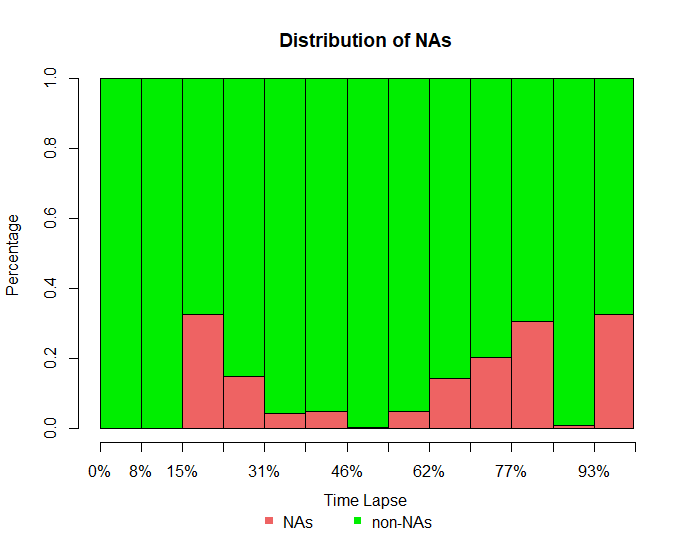 Distribution of NAs
Percentage
1.0
0.8
0.6
0.4
0.2
0.0
0% 8% 15% 31% 46% 62% 77% 93%
Time Lapse
NAs non-NAs